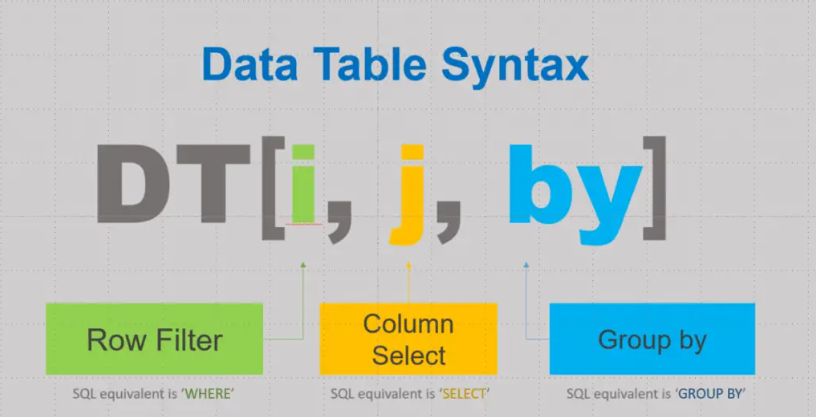 Data Table Syntax
DT[i, j, by]
Row Filter
Column
Select
Group by
SQL equivalent is 'WHERE'
SQL equivalent is 'SELECT'
SQL equivalent is 'GROUP BY'